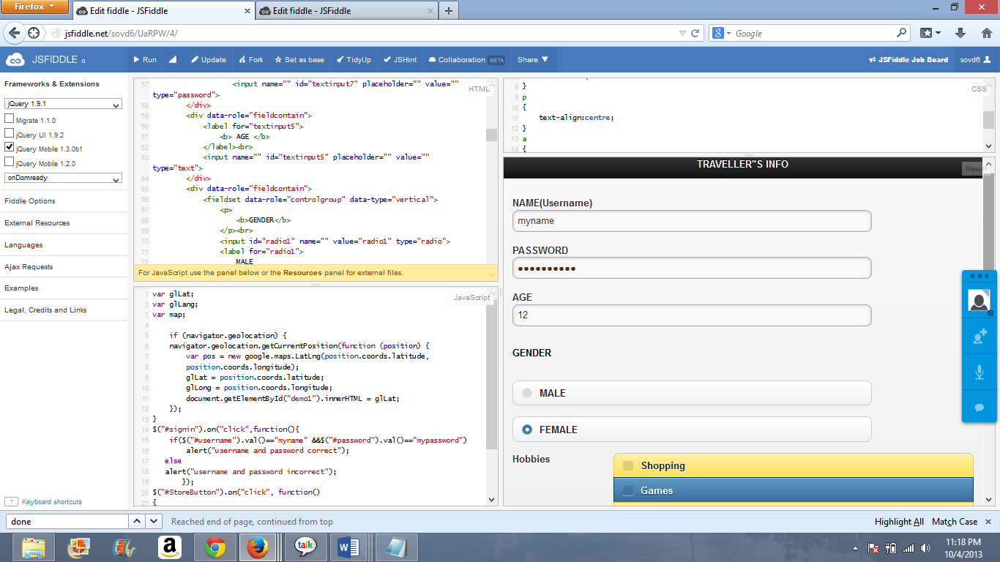 Firefox
Edit fiddle - JSFiddle
Edit fiddle - JSFiddle
jsfiddle.net/sovd6/UaRPW/4/
Google
JSFIDDLE α
Run
Update
Fork
Set as base
TidyUp
JSHint
Collaboration BETA
Share
JSFiddle Job Board
sovd6
Frameworks & Extensions
jQuery 1.9.1
Migrate 1.1.0
jQuery UI 1.9.2
jQuery Mobile 1.3.0b1
jQuery Mobile 1.2.0
onDomready
Fiddle Options
External Resources
Languages
Ajax Requests
Examples
Legal, Credits and Links
? Keyboard shortcuts
HTML
57 <input name="" id="textinput7" placeholder="" value=""
type="password">
58 </div>
59 <div data-role="fieldcontain">
60 <label for="textinput5">
61 <b> AGE </b>
62 </label><br>
63 <input name="" id="textinput5" placeholder="" value=""
type="text">
64 </div>
65 <div data-role="fieldcontain">
66 <fieldset data-role="controlgroup" data-type="vertical">
67 <p>
68 <b>GENDER</b>
69 </p><br>
70 <input id="radio1" name="" value="radio1" type="radio">
71 <label for="radio1">
72 MALE
For JavaScript use the panel below or the Resources panel for external files.
JavaScript
1 var glLat;
2 var glLang;
3 var map;
4
5 if (navigator.geolocation) {
6 navigator.geolocation.getCurrentPosition(function (position) {
7 var pos = new google.maps.LatLng(position.coords.latitude,
8 position.coords.longitude);
9 glLat = position.coords.latitude;
10 glLong = position.coords.longitude;
11 document.getElementById("demo1").innerHTML = glLat;
12 });
13 }
14 $("#signin").on("click",function(){
15 if($("#username").val()=="myname" &&$("#password").val()=="mypassword")
16 alert("username and password correct");
17 else
18 alert("username and password incorrect");
19 });
20 $("#StoreButton").on("click", function()
21 {
CSS
8 }
9 p
10 {
11 text-align:centre;
12 }
13 a
14 {
Result
TRAVELLER"S INFO
NAME(Username)
myname
PASSWORD
AGE
12
GENDER
MALE
FEMALE
Hobbies
Shopping
Games
done
Reached end of page, continued from top
Highlight All
Match Case
talk
11:18 PM
10/4/2013